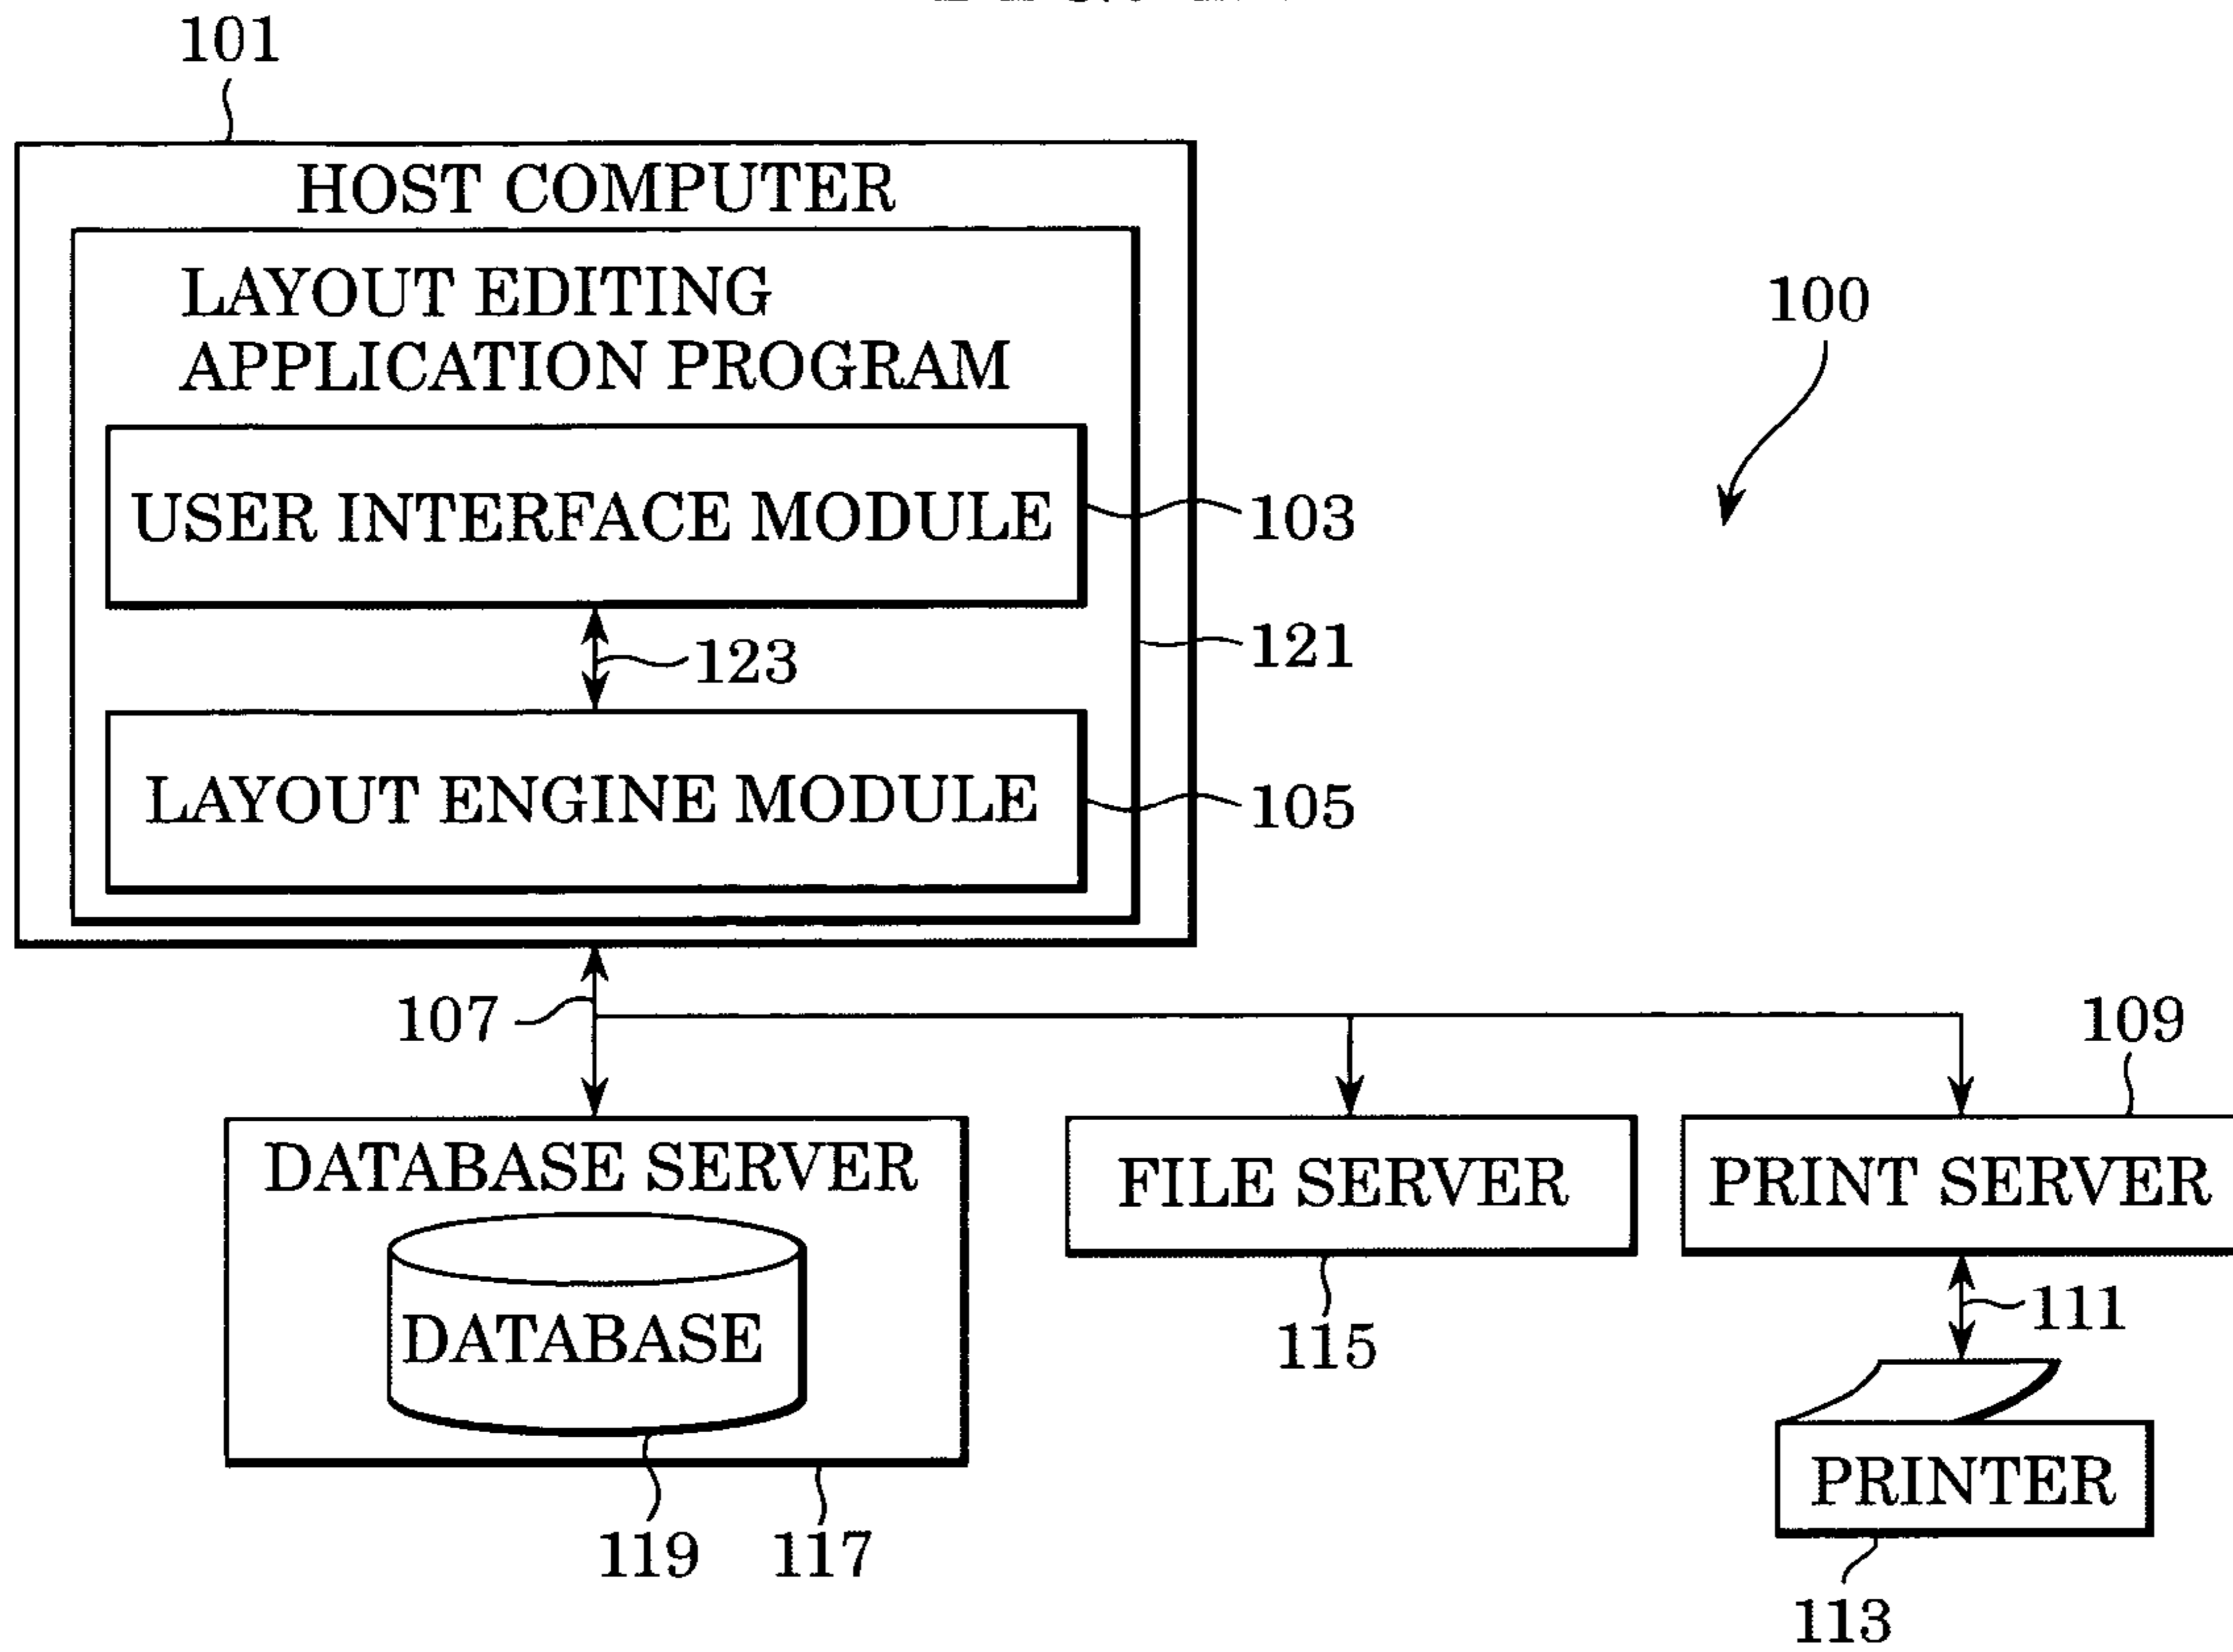 101
HOST COMPUTER
LAYOUT EDITING
APPLICATION PROGRAM
100
USER INTERFACE MODULE
103
123
121
LAYOUT ENGINE MODULE
105
107
109
DATABASE SERVER
FILE SERVER
PRINT SERVER
DATABASE
115
111
PRINTER
119
117
113